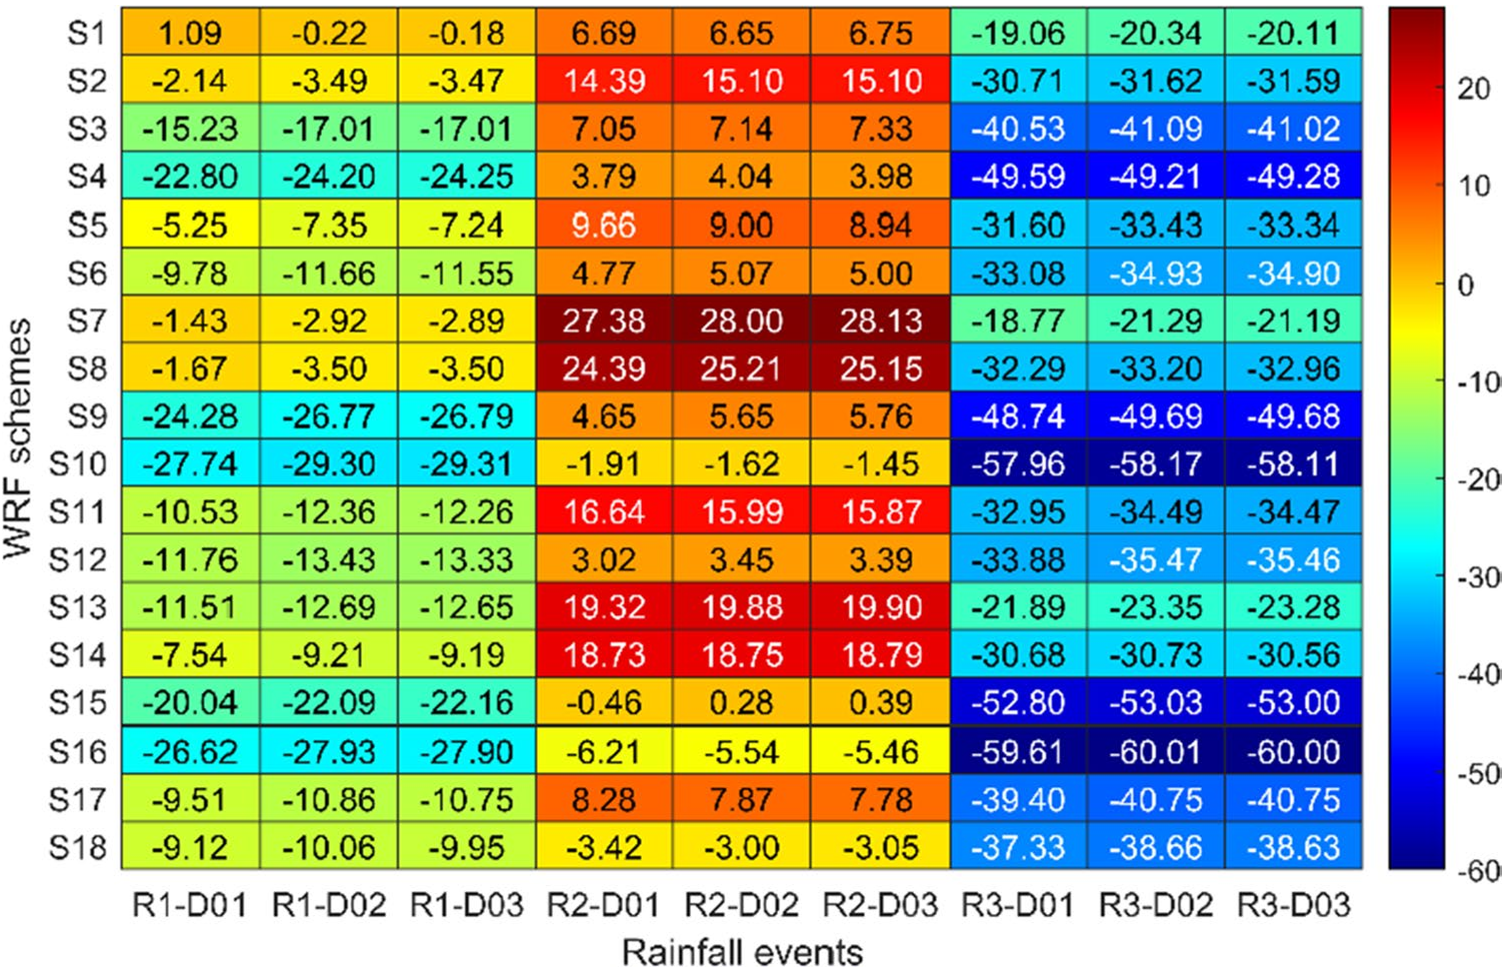 S1 1.09 -0.22 -0.18 6.69 6.65 6.75 -19.06 -20.34 -20.11
S2 -2.14 -3.49 -3.47 14.39 15.10 15.10 -30.71 -31.62 -31.59
S3 -15.23 -17.01 -17.01 7.05 7.14 7.33 -40.53 -41.09 -41.02
S4 -22.80 -24.20 -24.25 3.79 4.04 3.98 -49.59 -49.21 -49.28
S5 -5.25 -7.35 -7.24 9.66 9.00 8.94 -31.60 -33.43 -33.34
S6 -9.78 -11.66 -11.55 4.77 5.07 5.00 -33.08 -34.93 -34.90
S7 -1.43 -2.92 -2.89 27.38 28.00 28.13 -18.77 -21.29 -21.19
S8 -1.67 -3.50 -3.50 24.39 25.21 25.15 -32.29 -33.20 -32.96
S9 -24.28 -26.77 -26.79 4.65 5.65 5.76 -48.74 -49.69 -49.68
S10 -27.74 -29.30 -29.31 -1.91 -1.62 -1.45 -57.96 -58.17 -58.11
S11 -10.53 -12.36 -12.26 16.64 15.99 15.87 -32.95 -34.49 -34.47
S12 -11.76 -13.43 -13.33 3.02 3.45 3.39 -33.88 -35.47 -35.46
S13 -11.51 -12.69 -12.65 19.32 19.88 19.90 -21.89 -23.35 -23.28
S14 -7.54 -9.21 -9.19 18.73 18.75 18.79 -30.68 -30.73 -30.56
S15 -20.04 -22.09 -22.16 -0.46 0.28 0.39 -52.80 -53.03 -53.00
S16 -26.62 -27.93 -27.90 -6.21 -5.54 -5.46 -59.61 -60.01 -60.00
S17 -9.51 -10.86 -10.75 8.28 7.87 7.78 -39.40 -40.75 -40.75
S18 -9.12 -10.06 -9.95 -3.42 -3.00 -3.05 -37.33 -38.66 -38.63
R1-D01 R1-D02 R1-D03 R2-D01 R2-D02 R2-D03 R3-D01 R3-D02 R3-D03
Rainfall events
WRF schemes
20
10
0
-10
-20
-30
-40
-50
-60